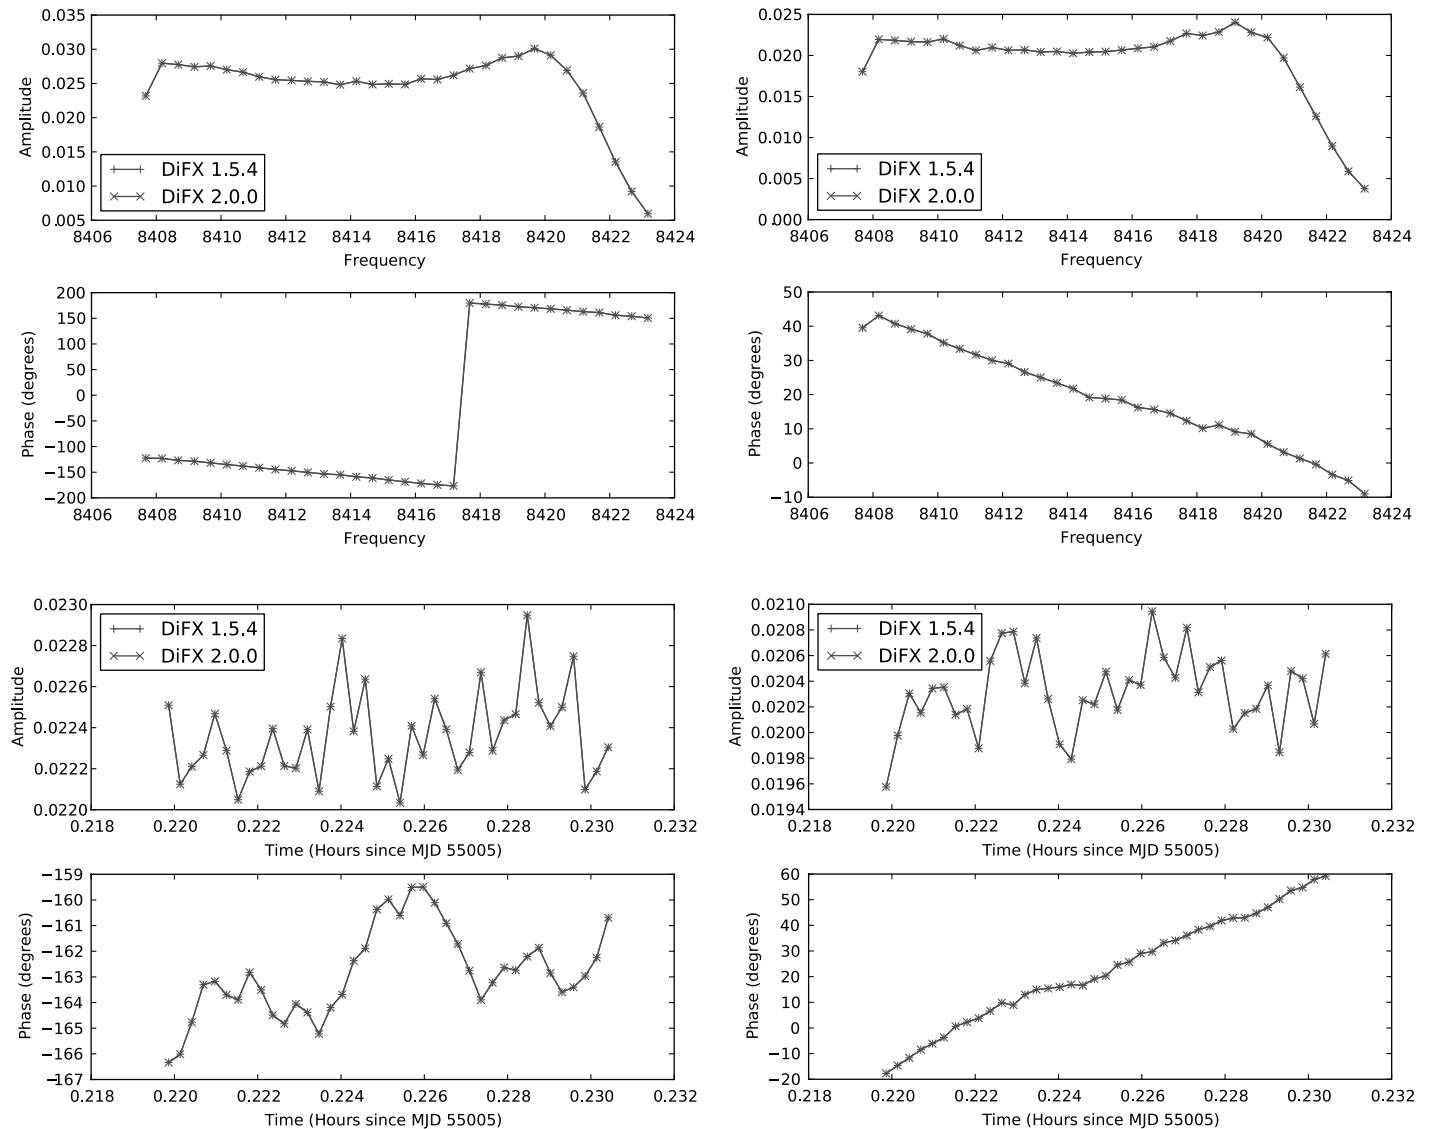 0.035
0.030
0.025
0.020
0.015
0.010
0.005
Amplitude
DiFX 1.5.4
DiFX 2.0.0
8406 8408 8410 8412 8414 8416 8418 8420 8422 8424
Frequency
0.025
0.020
0.015
0.010
0.005
0.000
Amplitude
DiFX 1.5.4
DiFX 2.0.0
8406 8408 8410 8412 8414 8416 8418 8420 8422 8424
Frequency
200
150
100
50
0
−50
−100
−150
−200
Phase (degrees)
8406 8408 8410 8412 8414 8416 8418 8420 8422 8424
Frequency
50
40
30
20
10
0
−10
Phase (degrees)
8406 8408 8410 8412 8414 8416 8418 8420 8422 8424
Frequency
0.0230
0.0228
0.0226
0.0224
0.0222
0.0220
Amplitude
DiFX 1.5.4
DiFX 2.0.0
0.218 0.220 0.222 0.224 0.226 0.228 0.230 0.232
Time (Hours since MJD 55005)
0.0210
0.0208
0.0206
0.0204
0.0202
0.0200
0.0198
0.0196
0.0194
Amplitude
DiFX 1.5.4
DiFX 2.0.0
0.218 0.220 0.222 0.224 0.226 0.228 0.230 0.232
Time (Hours since MJD 55005)
−159
−160
−161
−162
−163
−164
−165
−166
−167
Phase (degrees)
0.218 0.220 0.222 0.224 0.226 0.228 0.230 0.232
Time (Hours since MJD 55005)
60
50
40
30
20
10
0
−10
−20
Phase (degrees)
0.218 0.220 0.222 0.224 0.226 0.228 0.230 0.232
Time (Hours since MJD 55005)